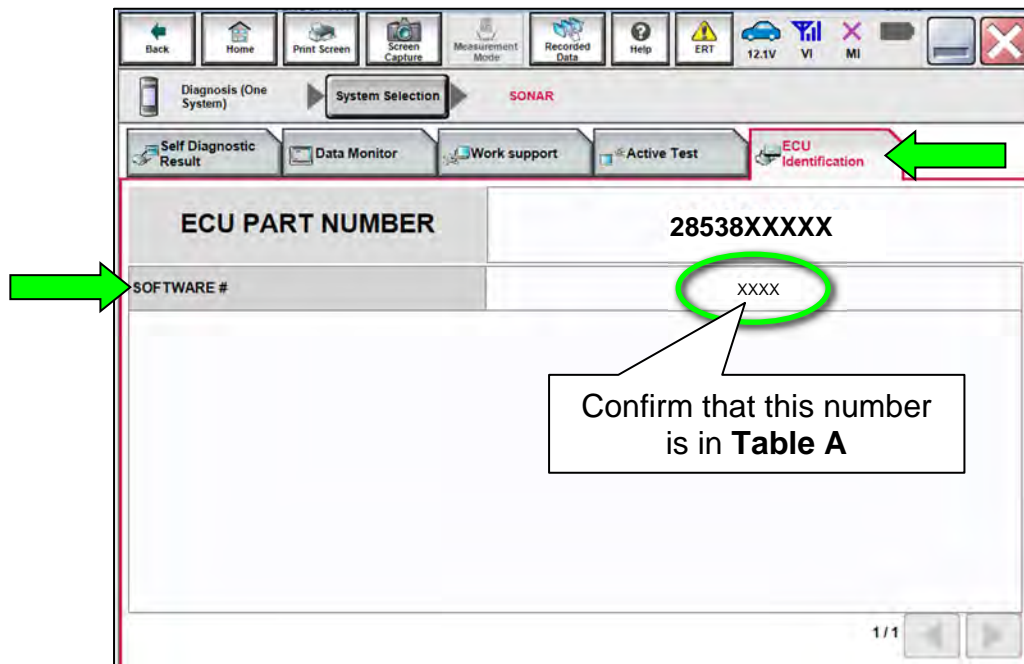 Back
Home
Print Screen
Screen
Capture
Measurement
Mode
Recorded
Data
Help
ERT
12.1V
VI
MI
Diagnosis (One
System)
System Selection
SONAR
Self Diagnostic
Result
Data Monitor
Work support
Active Test
ECU
Identification
ECU PART NUMBER
28538XXXXX
SOFTWARE #
XXXX
Confirm that this number
is in Table A
1/1